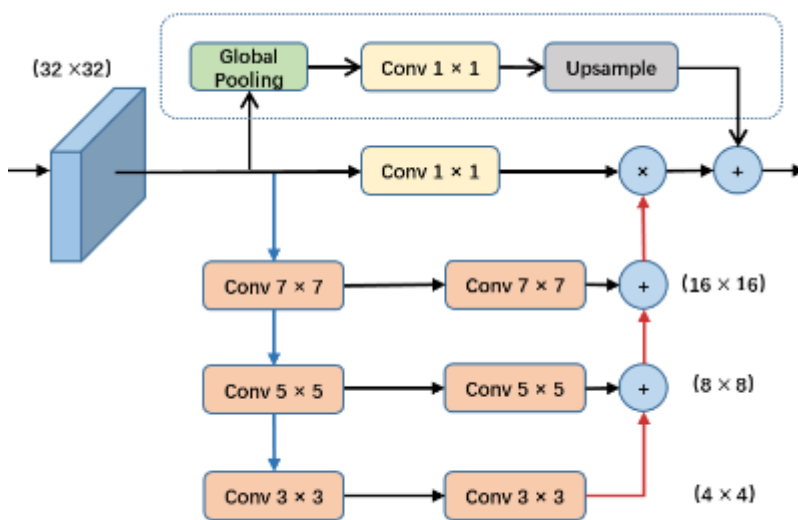 Global
Pooling
Conv 1 × 1
Upsample
(32 ×32)
Conv 1 × 1
×
+
Conv 7 × 7
Conv 7 × 7
+
(16 × 16)
Conv 5 × 5
Conv 5 × 5
+
(8 × 8)
Conv 3 × 3
Conv 3 × 3
(4 × 4)